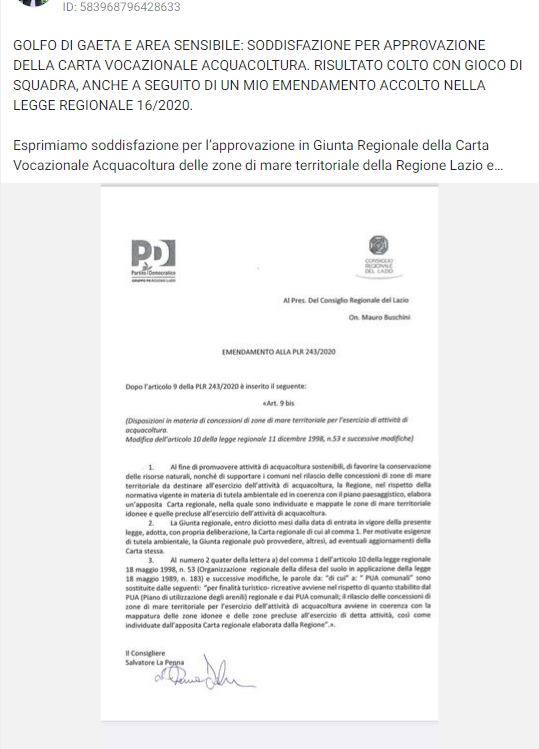 ID: 583968796428633
GOLFO DI GAETA E AREA SENSIBILE: SODDISFAZIONE PER APPROVAZIONE
DELLA CARTA VOCAZIONALE ACQUACOLTURA. RISULTATO COLTO CON GIOCO DI
SQUADRA, ANCHE A SEGUITO DI UN MIO EMENDAMENTO ACCOLTO NELLA
LEGGE REGIONALE 16/2020.
Esprimiamo soddisfazione per l’approvazione in Giunta Regionale della Carta
Vocazionale Acquacoltura delle zone di mare territoriale della Regione Lazio e…
PD
Partito Democratico
GRUPPO REGIONE LAZIO
CONSIGLIO
REGIONALE
DEL LAZIO
Al Pres. Del Consiglio Regionale del Lazio
On. Mauro Buschini
EMENDAMENTO ALLA PLR 243/2020
Dopo l'articolo 9 della PLR 243/2020 è inserito il seguente:
«Art. 9 bis
(Disposizioni in materia di concessioni di zone di mare territoriale per l'esercizio di attività di
acquacoltura.
Modifica dell'articolo 10 della legge regionale 11 dicembre 1998, n.53 e successive modifiche)
1. Al fine di promuovere attività di acquacoltura sostenibili, di favorire la conservazione
delle risorse naturali, nonché di supportare i comuni nel rilascio delle concessioni di zone di mare
territoriale da destinare all'esercizio dell'attività di acquacoltura, la Regione, nel rispetto della
normativa vigente in materia di tutela ambientale ed in coerenza con il piano paesaggistico, elabora
un'apposita Carta regionale, nella quale sono individuate e mappate le zone di mare territoriale
idonee e quelle precluse all'esercizio dell'attività di acquacoltura.
2. La Giunta regionale, entro diciotto mesi dalla data di entrata in vigore della presente
legge, adotta, con propria deliberazione, la Carta regionale di cui al comma 1. Per motivate esigenze
di tutela ambientale, la Giunta regionale può provvedere, altresì, ad eventuali aggiornamenti della
Carta stessa.
3. Al numero 2 quater della lettera a) del comma 1 dell'articolo 10 della legge regionale
18 maggio 1998, n. 53 (Organizzazione regionale della difesa del suolo in applicazione della legge
18 maggio 1989, n. 183) e successive modifiche, le parole da: "di cui" a: " PUA comunali" sono
sostituite dalle seguenti: "per finalità turistico- ricreative avviene nel rispetto di quanto stabilito dal
PUA (Piano di utilizzazione degli arenili) regionale e dai PUA comunali; il rilascio delle concessioni di
zone di mare territoriale per l'esercizio dell'attività di acquacoltura avviene in coerenza con la
mappatura delle zone idonee e delle zone precluse all'esercizio di detta attività, così come
individuate dall'apposita Carta regionale elaborata dalla Regione".».
Il Consigliere
Salvatore La Penna